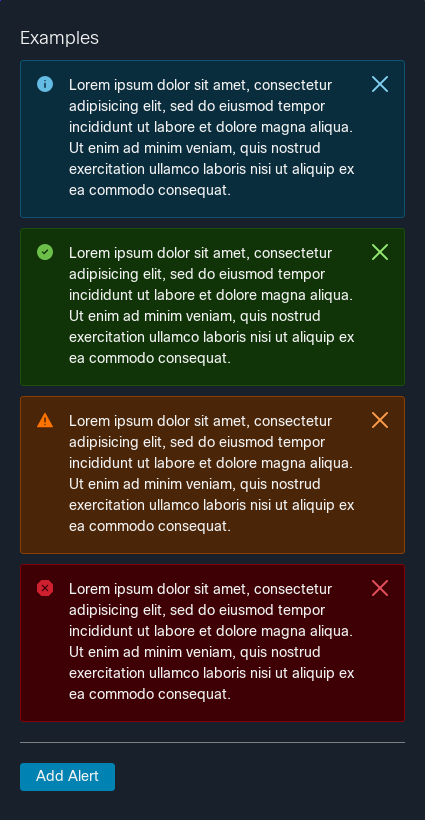 Examples
Lorem ipsum dolor sit amet, consectetur
adipisicing elit, sed do eiusmod tempor
incididunt ut labore et dolore magna aliqua.
Ut enim ad minim veniam, quis nostrud
exercitation ullamco laboris nisi ut aliquip ex
ea commodo consequat.
Lorem ipsum dolor sit amet, consectetur
adipisicing elit, sed do eiusmod tempor
incididunt ut labore et dolore magna aliqua.
Ut enim ad minim veniam, quis nostrud
exercitation ullamco laboris nisi ut aliquip ex
ea commodo consequat.
Lorem ipsum dolor sit amet, consectetur
adipisicing elit, sed do eiusmod tempor
incididunt ut labore et dolore magna aliqua.
Ut enim ad minim veniam, quis nostrud
exercitation ullamco laboris nisi ut aliquip ex
ea commodo consequat.
Lorem ipsum dolor sit amet, consectetur
adipisicing elit, sed do eiusmod tempor
incididunt ut labore et dolore magna aliqua.
Ut enim ad minim veniam, quis nostrud
exercitation ullamco laboris nisi ut aliquip ex
ea commodo consequat.
Add Alert